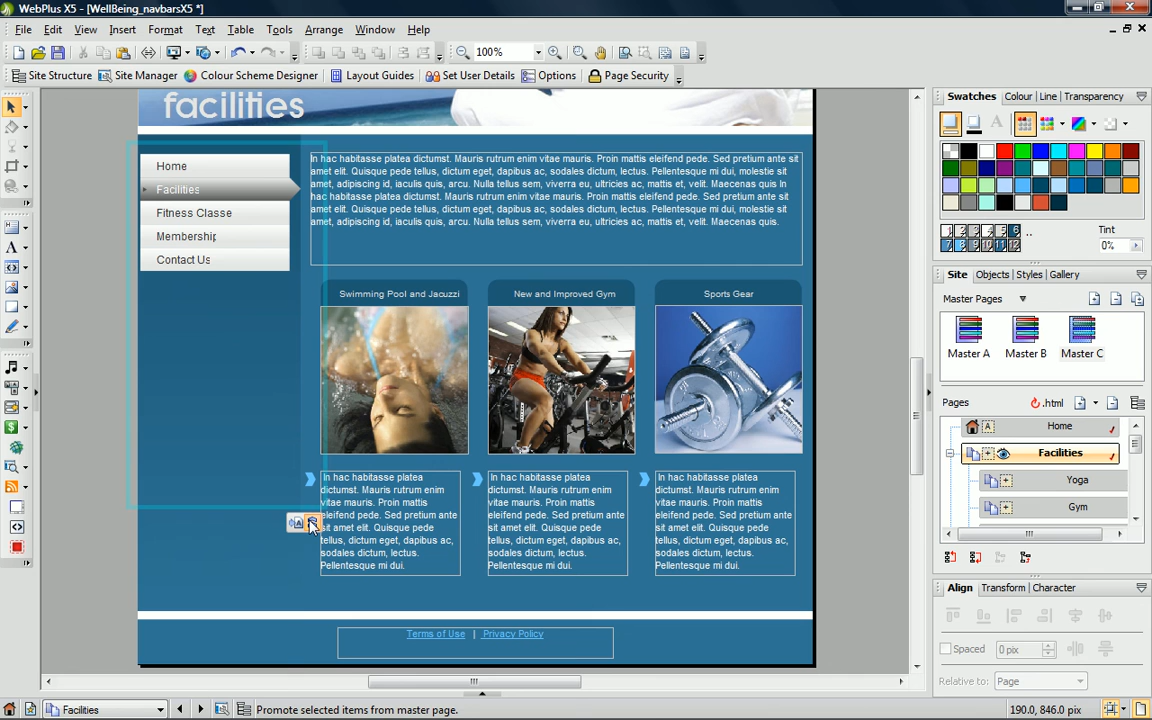 WebPlus X5 - [WellBeing_navbarsX5 *]
File Edit View Insert Format Text Table Tools Arrange Window Help
100%
Site Structure Site Manager Colour Scheme Designer Layout Guides Set User Details Options Page Security
facilities
Home
Facilities
Fitness Classe
Membership
Contact Us
In hac habitasse platea dictumst. Mauris rutrum enim vitae mauris. Proin mattis eleifend pede. Sed pretium ante sit
amet elit. Quisque pede tellus, dictum eget, dapibus ac, sodales dictum, lectus. Pellentesque mi dui, molestie sit
amet, adipiscing id, iaculis quis, arcu. Nulla tellus sem, viverra eu, ultricies ac, mattis et, velit. Maecenas quis In
hac habitasse platea dictumst. Mauris rutrum enim vitae mauris. Proin mattis eleifend pede. Sed pretium ante sit
amet elit. Quisque pede tellus, dictum eget, dapibus ac, sodales dictum, lectus. Pellentesque mi dui, molestie sit
amet, adipiscing id, iaculis quis, arcu. Nulla tellus sem, viverra eu, ultricies ac, mattis et, velit. Maecenas quis.
Swimming Pool and Jacuzzi
New and Improved Gym
Sports Gear
In hac habitasse platea
dictumst. Mauris rutrum enim
vitae mauris. Proin mattis
eleifend pede. Sed pretium ante
sit amet elit. Quisque pede
tellus, dictum eget, dapibus ac,
sodales dictum, lectus.
Pellentesque mi dui.
In hac habitasse platea
dictumst. Mauris rutrum enim
vitae mauris. Proin mattis
eleifend pede. Sed pretium ante
sit amet elit. Quisque pede
tellus, dictum eget, dapibus ac,
sodales dictum, lectus.
Pellentesque mi dui.
In hac habitasse platea
dictumst. Mauris rutrum enim
vitae mauris. Proin mattis
eleifend pede. Sed pretium ante
sit amet elit. Quisque pede
tellus, dictum eget, dapibus ac,
sodales dictum, lectus.
Pellentesque mi dui.
Terms of Use | Privacy Policy
Swatches Colour Line Transparency
1 2 3 4 5 6 ..
7 8 9 10 11 12
Tint
0%
Site Objects Styles Gallery
Master Pages
Master A Master B Master C
Pages .html
A Home
Facilities
Yoga
Gym
Align Transform Character
Spaced 0 pix
Relative to: Page
Facilities Promote selected items from master page. 190.0, 846.0 pix